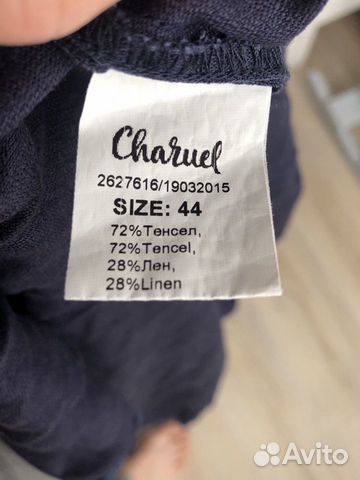 Charuel
2627616/19032015
SIZE: 44
72%Тенсел,
72%Tencel,
28%Лен,
28%Linen
Avito